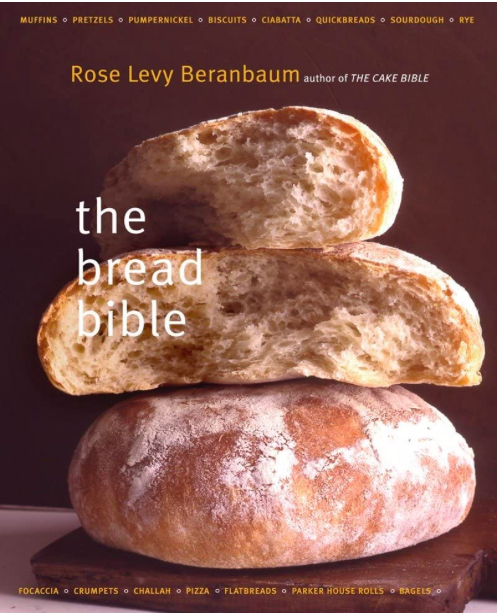 MUFFINS ○ PRETZELS ○ PUMPERNICKEL ○ BISCUITS ○ CIABATTA ○ QUICKBREADS ○ SOURDOUGH ○ RYE
Rose Levy Beranbaum author of THE CAKE BIBLE
the
bread
bible
FOCACCIA ○ CRUMPETS ○ CHALLAH ○ PIZZA ○ FLATBREADS ○ PARKER HOUSE ROLLS ○ BAGELS ○